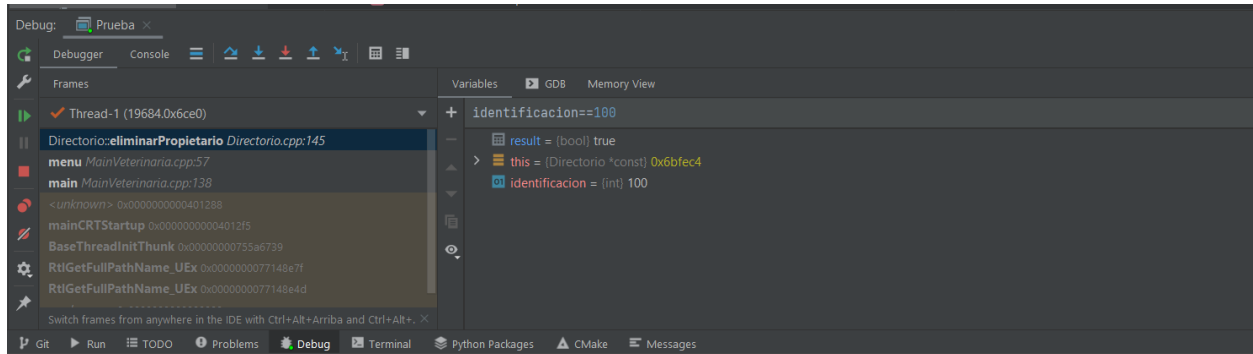 Debug: Prueba
Debugger Console
Frames
Thread-1 (19684.0x6ce0)
Directorio::eliminarPropietario Directorio.cpp:145
menu MainVeterinaria.cpp:57
main MainVeterinaria.cpp:138
<unknown> 0x0000000000401288
mainCRTStartup 0x00000000004012f5
BaseThreadInitThunk 0x00000000755a6739
RtlGetFullPathName_UEx 0x0000000077148e7f
RtlGetFullPathName_UEx 0x0000000077148e4d
Switch frames from anywhere in the IDE with Ctrl+Alt+Arriba and Ctrl+Alt+.
Variables GDB Memory View
identificacion==100
result = {bool} true
this = {Directorio *const} 0x6bfec4
01 identificacion = {int} 100
Git Run TODO Problems Debug Terminal Python Packages CMake Messages